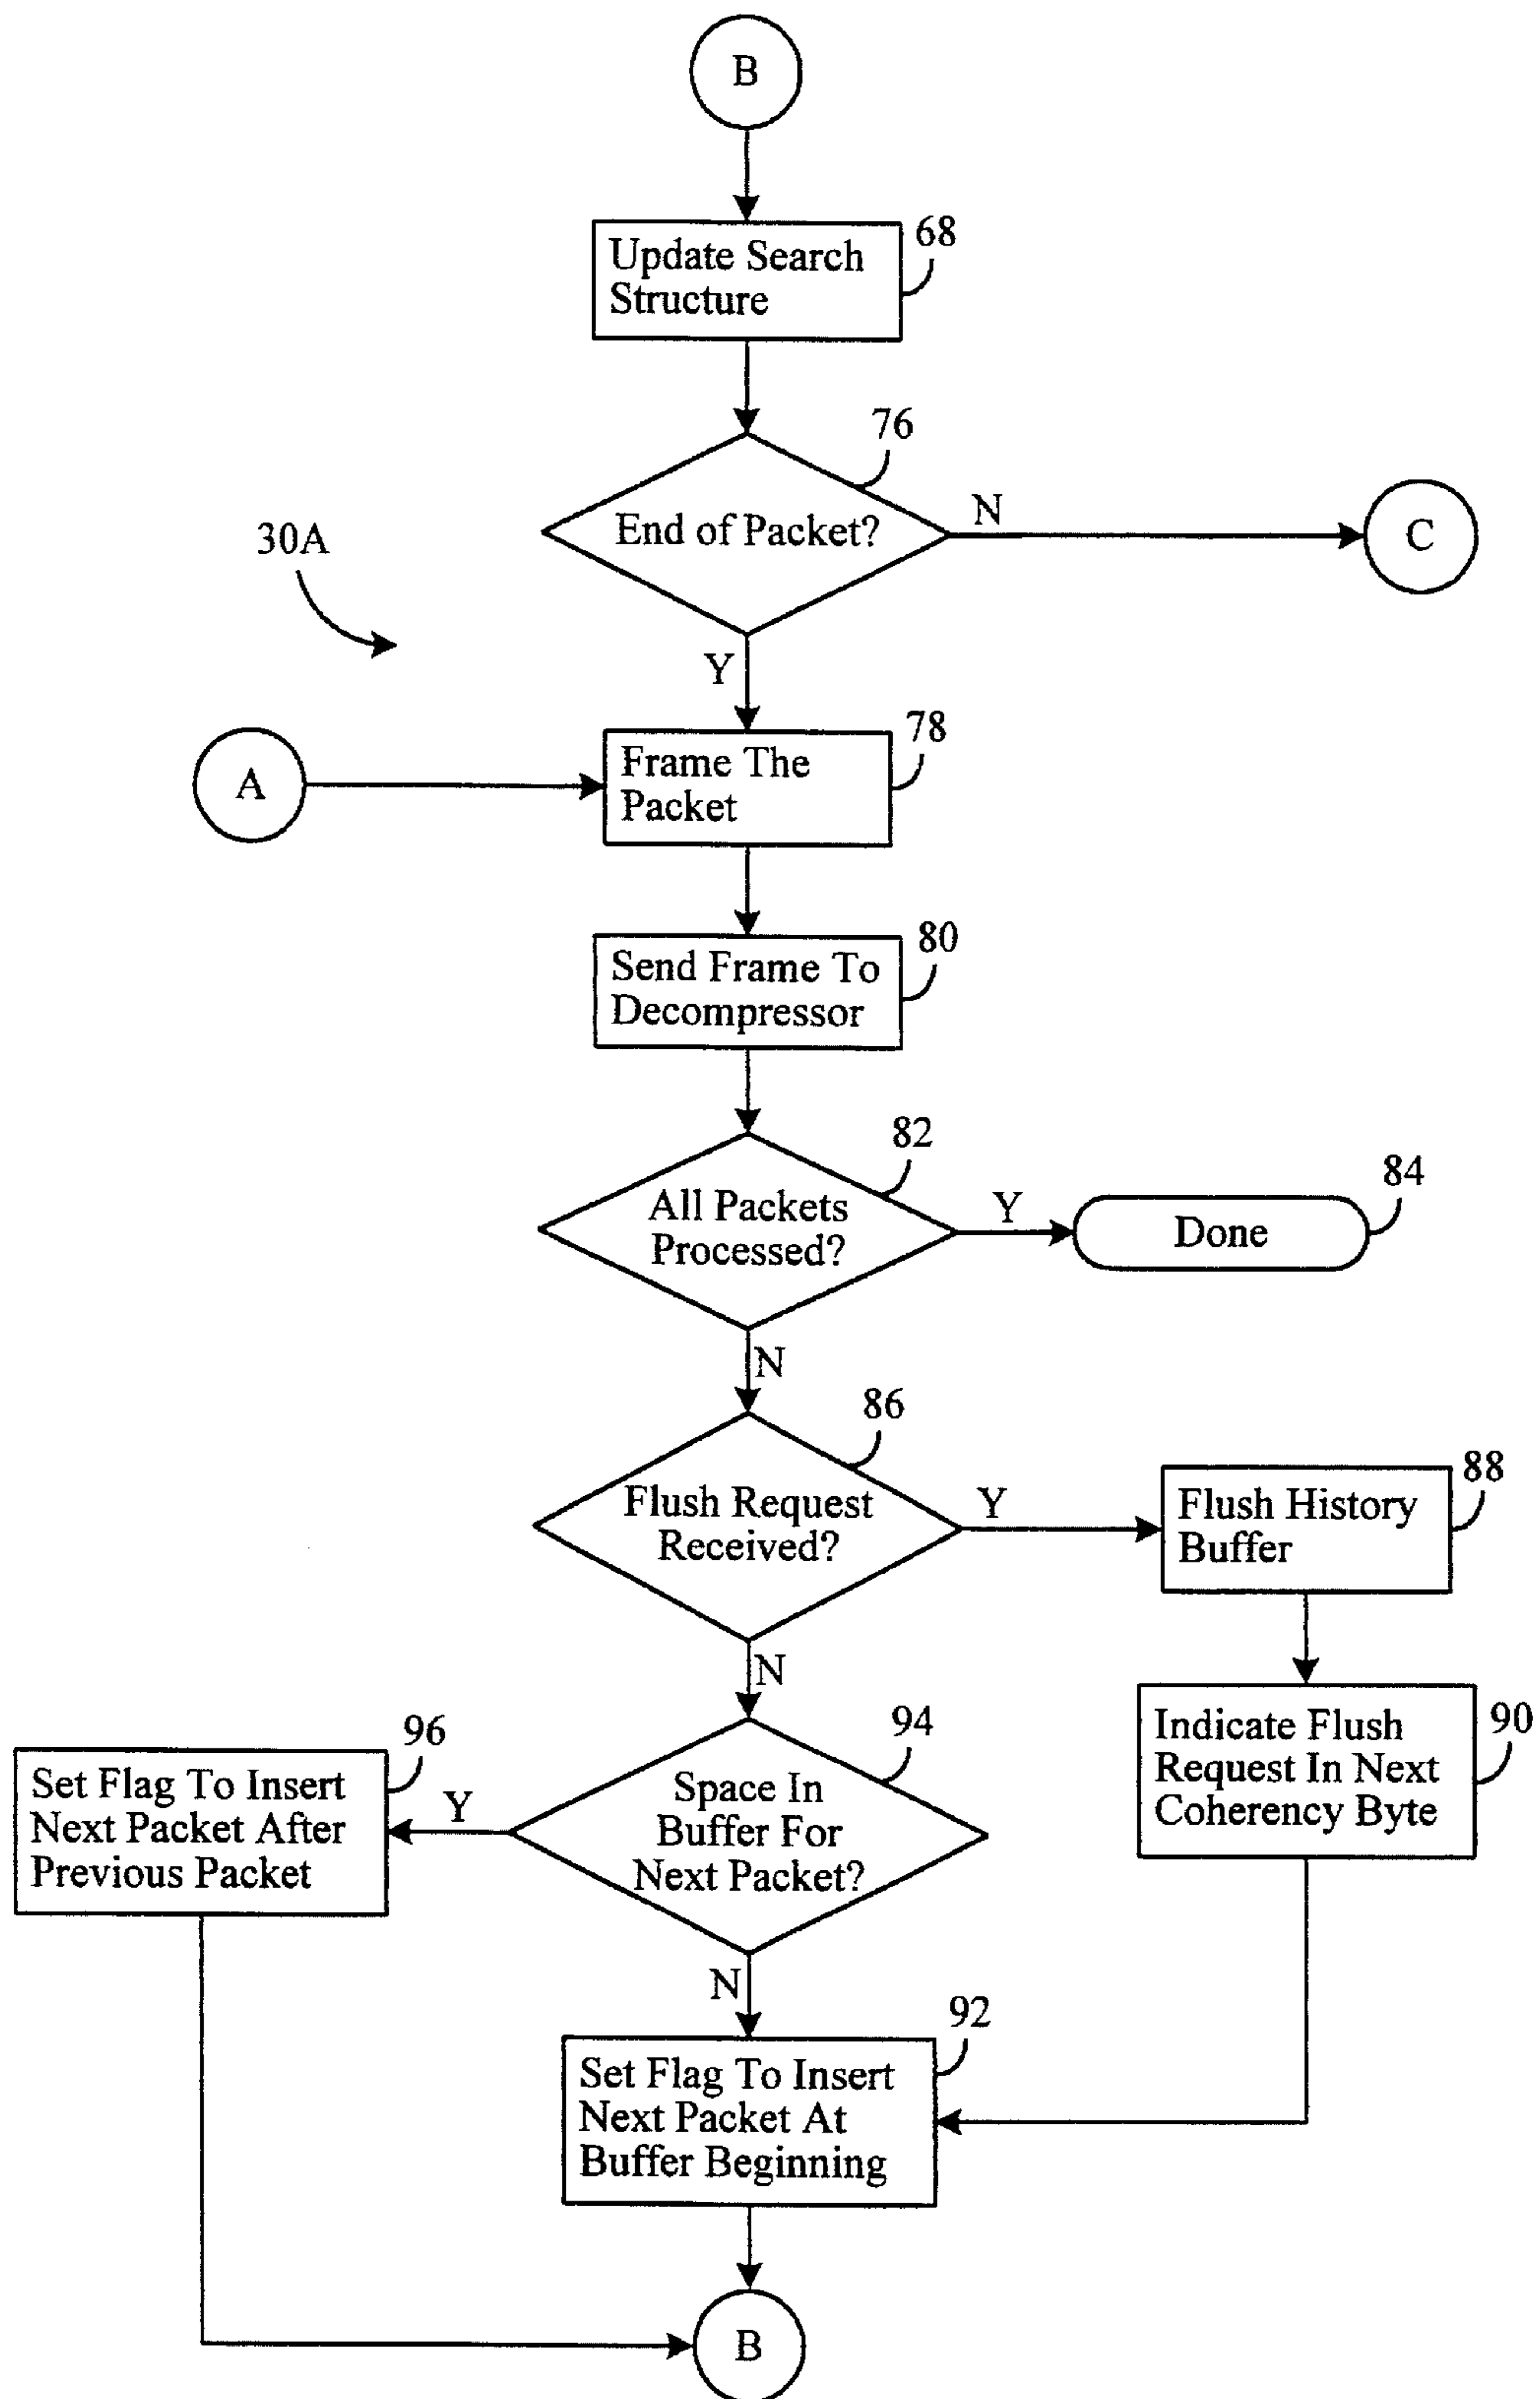 B
68
Update Search
Structure
76
End of Packet?
N
C
30A
Y
A
78
Frame The
Packet
80
Send Frame To
Decompressor
82
All Packets
Processed?
Y
84
Done
N
86
Flush Request
Received?
Y
88
Flush History
Buffer
N
90
Indicate Flush
Request In Next
Coherency Byte
94
Space In
Buffer For
Next Packet?
Y
96
Set Flag To Insert
Next Packet After
Previous Packet
N
92
Set Flag To Insert
Next Packet At
Buffer Beginning
B